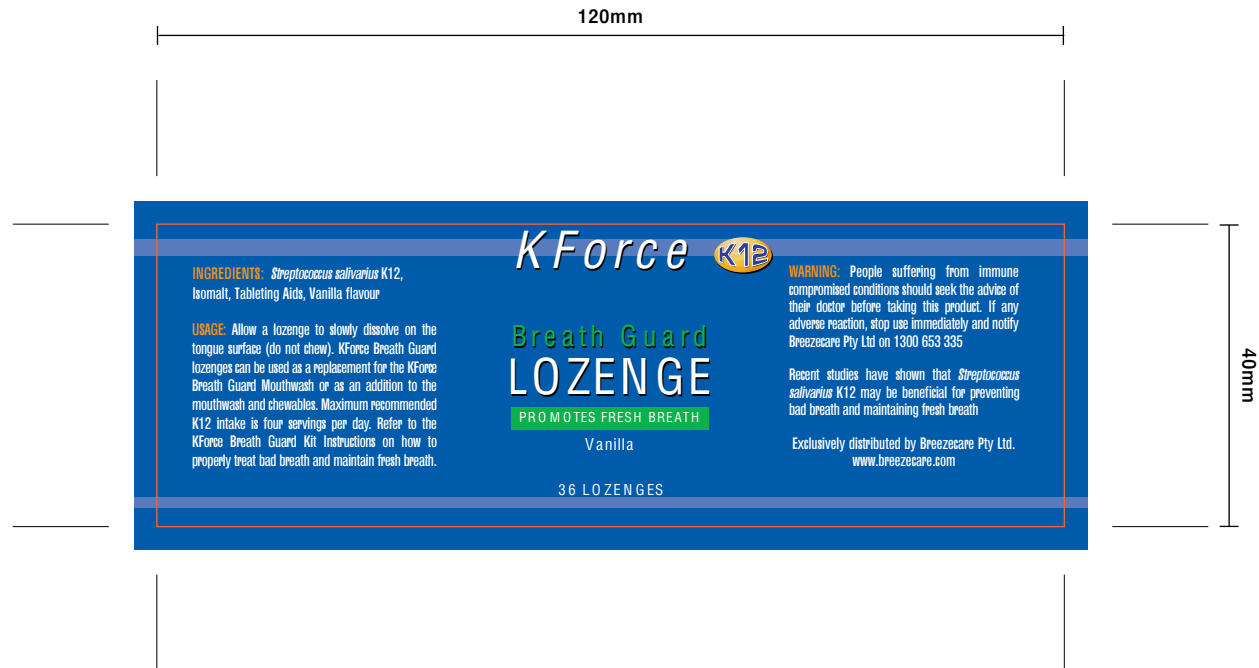 120mm
INGREDIENTS: Streptococcus salivarius K12,
Isomalt, Tableting Aids, Vanilla flavour
USAGE: Allow a lozenge to slowly dissolve on the
tongue surface (do not chew). KForce Breath Guard
lozenges can be used as a replacement for the KForce
Breath Guard Mouthwash or as an addition to the
mouthwash and chewables. Maximum recommended
K12 intake is four servings per day. Refer to the
KForce Breath Guard Kit Instructions on how to
properly treat bad breath and maintain fresh breath.
KForce K12
Breath Guard
LOZENGE
PROMOTES FRESH BREATH
Vanilla
36 LOZENGES
WARNING: People suffering from immune
compromised conditions should seek the advice of
their doctor before taking this product. If any
adverse reaction, stop use immediately and notify
Breezecare Pty Ltd on 1300 653 335
Recent studies have shown that Streptococcus
salivarius K12 may be beneficial for preventing
bad breath and maintaining fresh breath
Exclusively distributed by Breezecare Pty Ltd.
www.breezecare.com
40mm